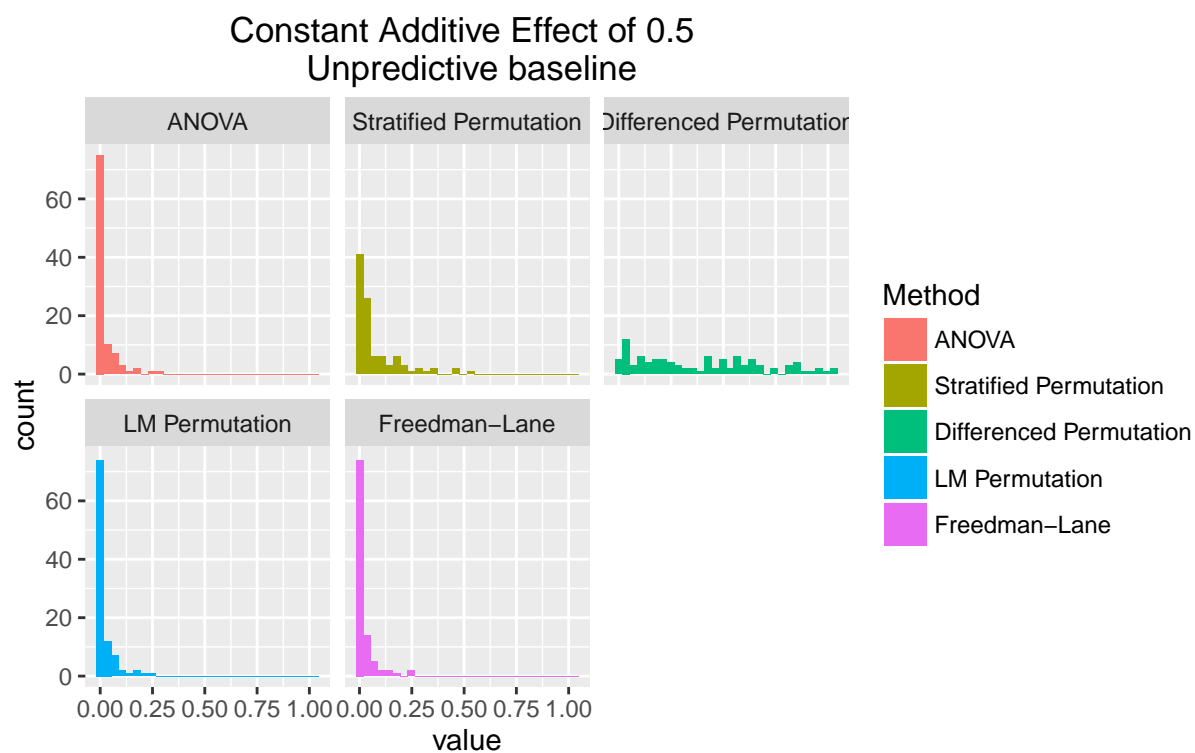 Constant Additive Effect of 0.5
Unpredictive baseline
ANOVA
Stratified Permutation
Differenced Permutation
60
40
20
0
count
LM Permutation
Freedman−Lane
60
40
20
0
0.00 0.25 0.50 0.75 1.00
0.00 0.25 0.50 0.75 1.00
value
Method
ANOVA
Stratified Permutation
Differenced Permutation
LM Permutation
Freedman−Lane